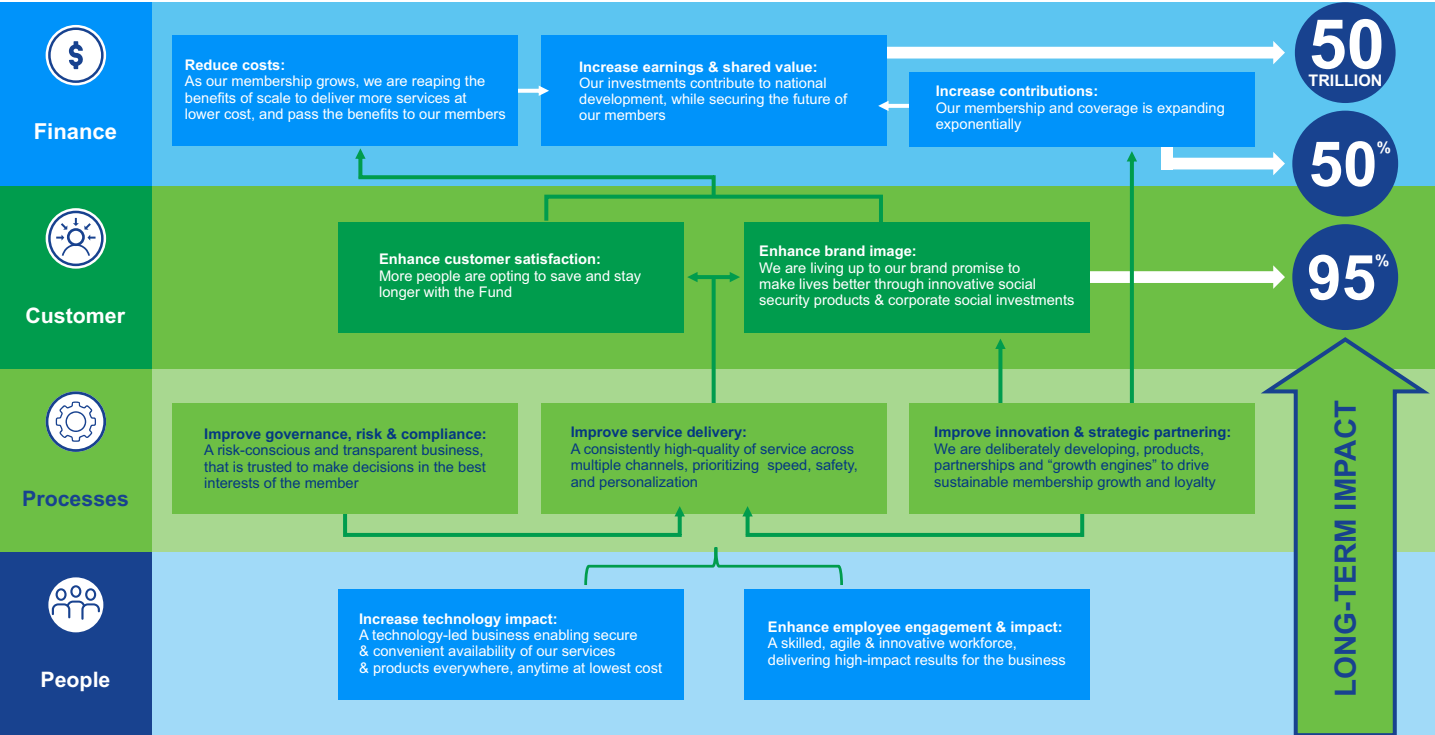 $
Finance
Reduce costs:
As our membership grows, we are reaping the
benefits of scale to deliver more services at
lower cost, and pass the benefits to our members
Increase earnings & shared value:
Our investments contribute to national
development, while securing the future of
our members
Increase contributions:
Our membership and coverage is expanding
exponentially
50
TRILLION
50%
Customer
Enhance customer satisfaction:
More people are opting to save and stay
longer with the Fund
Enhance brand image:
We are living up to our brand promise to
make lives better through innovative social
security products & corporate social investments
95%
Processes
Improve governance, risk & compliance:
A risk-conscious and transparent business,
that is trusted to make decisions in the best
interests of the member
Improve service delivery:
A consistently high-quality of service across
multiple channels, prioritizing speed, safety,
and personalization
Improve innovation & strategic partnering:
We are deliberately developing, products,
partnerships and “growth engines” to drive
sustainable membership growth and loyalty
People
Increase technology impact:
A technology-led business enabling secure
& convenient availability of our services
& products everywhere, anytime at lowest cost
Enhance employee engagement & impact:
A skilled, agile & innovative workforce,
delivering high-impact results for the business
LONG-TERM IMPACT